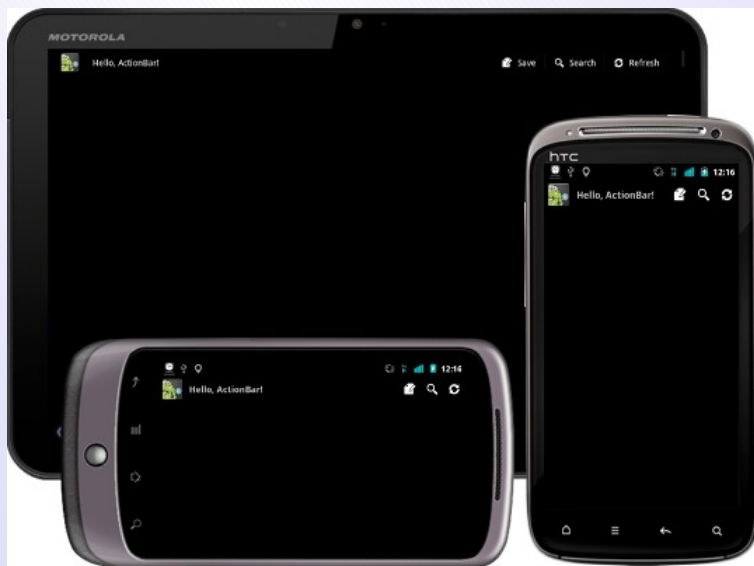 MOTOROLA
Hello, ActionBar!
Save
Search
Refresh
hTC
12:16
Hello, ActionBar!
12:16
Hello, ActionBar!